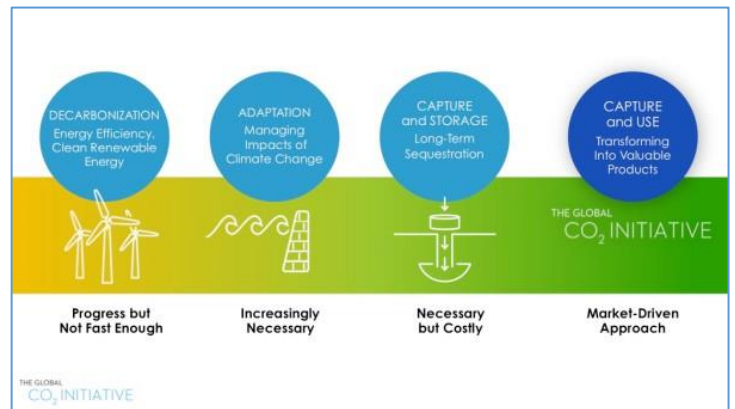 DECARBONIZATION
Energy Efficiency,
Clean Renewable
Energy
ADAPTATION
Managing
Impacts of
Climate Change
CAPTURE
and STORAGE
Long-Term
Sequestration
CAPTURE
and USE
Transforming
Into Valuable
Products
THE GLOBAL
CO₂ INITIATIVE
Progress but
Not Fast Enough
Increasingly
Necessary
Necessary
but Costly
Market-Driven
Approach
THE GLOBAL
CO₂ INITIATIVE